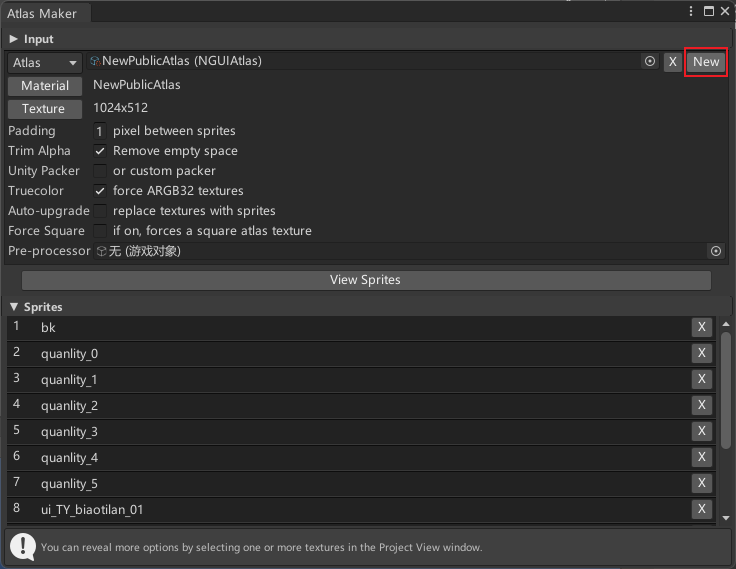 Atlas Maker
Input
Atlas NewPublicAtlas (NGUIAtlas) X New
Material NewPublicAtlas
Texture 1024x512
Padding 1 pixel between sprites
Trim Alpha Remove empty space
Unity Packer or custom packer
Truecolor force ARGB32 textures
Auto-upgrade replace textures with sprites
Force Square if on, forces a square atlas texture
Pre-processor 无 (游戏对象)
View Sprites
Sprites
1 bk X
2 quanlity_0 X
3 quanlity_1 X
4 quanlity_2 X
5 quanlity_3 X
6 quanlity_4 X
7 quanlity_5 X
8 ui_TY_biaotilan_01 X
You can reveal more options by selecting one or more textures in the Project View window.